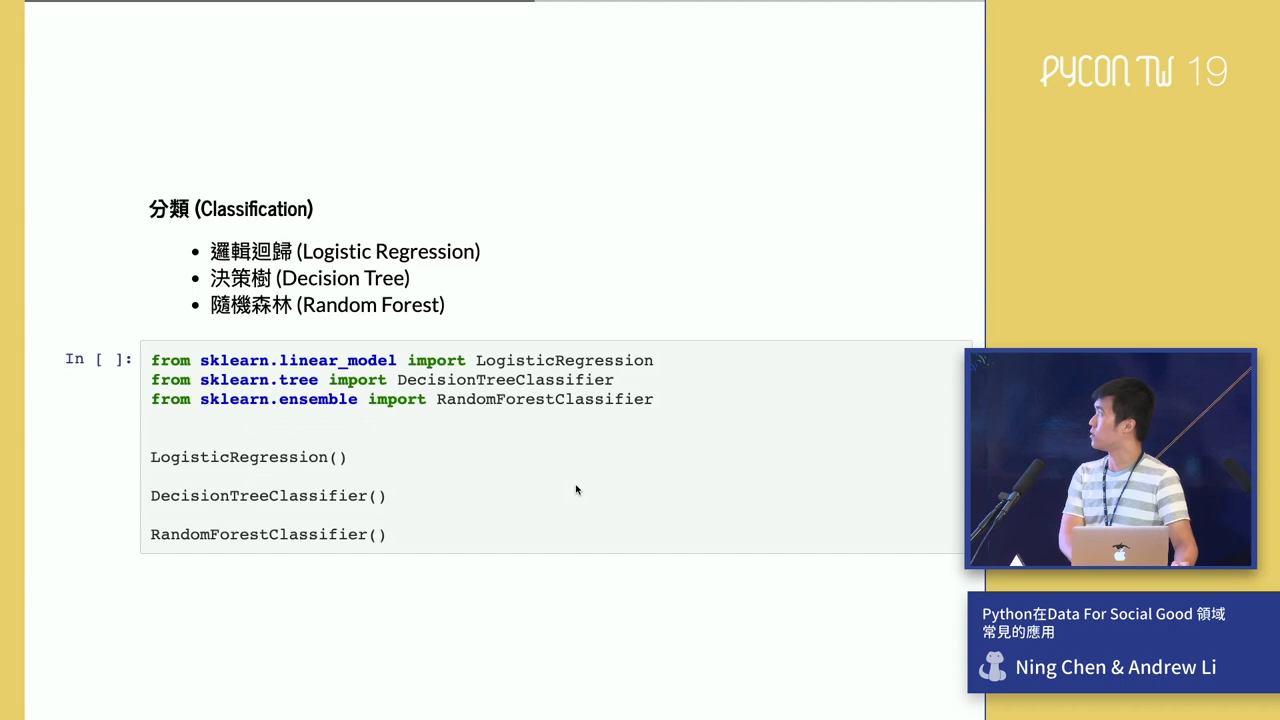 PYCON TW 19
分類 (Classification)
邏輯迴歸 (Logistic Regression)
決策樹 (Decision Tree)
隨機森林 (Random Forest)
In [ ]:
from sklearn.linear_model import LogisticRegression
from sklearn.tree import DecisionTreeClassifier
from sklearn.ensemble import RandomForestClassifier
LogisticRegression()
DecisionTreeClassifier()
RandomForestClassifier()
Python在Data For Social Good 領域
常見的應用
Ning Chen & Andrew Li